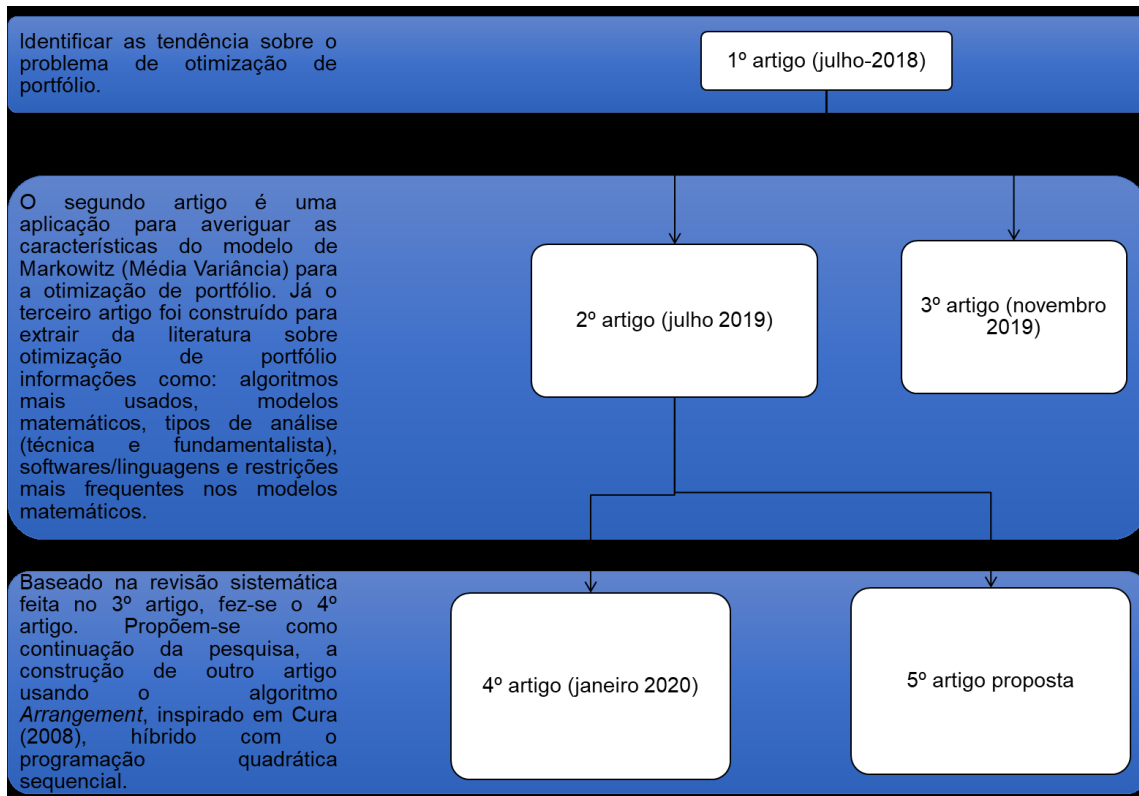 Identificar as tendência sobre o
problema de otimização de
portfólio.
1º artigo (julho-2018)
O segundo artigo é uma
aplicação para averiguar as
características do modelo de
Markowitz (Média Variância) para
a otimização de portfólio. Já o
terceiro artigo foi construído para
extrair da literatura sobre
otimização de portfólio
informações como: algoritmos
mais usados, modelos
matemáticos, tipos de análise
(técnica e fundamentalista),
softwares/linguagens e restrições
mais frequentes nos modelos
matemáticos.
2º artigo (julho 2019)
3º artigo (novembro
2019)
Baseado na revisão sistemática
feita no 3º artigo, fez-se o 4º
artigo. Propõem-se como
continuação da pesquisa, a
construção de outro artigo
usando o algoritmo
Arrangement, inspirado em Cura
(2008), híbrido com o
programação quadrática
sequencial.
4º artigo (janeiro 2020)
5º artigo proposta